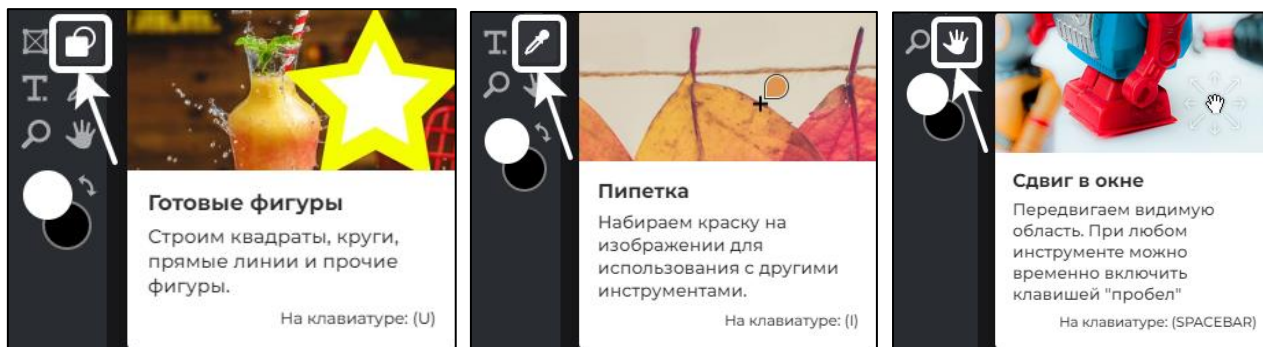 Готовые фигуры
Строим квадраты, круги,
прямые линии и прочие
фигуры.
На клавиатуре: (U)
Пипетка
Набираем краску на
изображении для
использования с другими
инструментами.
На клавиатуре: (I)
Сдвиг в окне
Передвигаем видимую
область. При любом
инструменте можно
временно включить
клавишей "пробел"
На клавиатуре: (SPACEBAR)